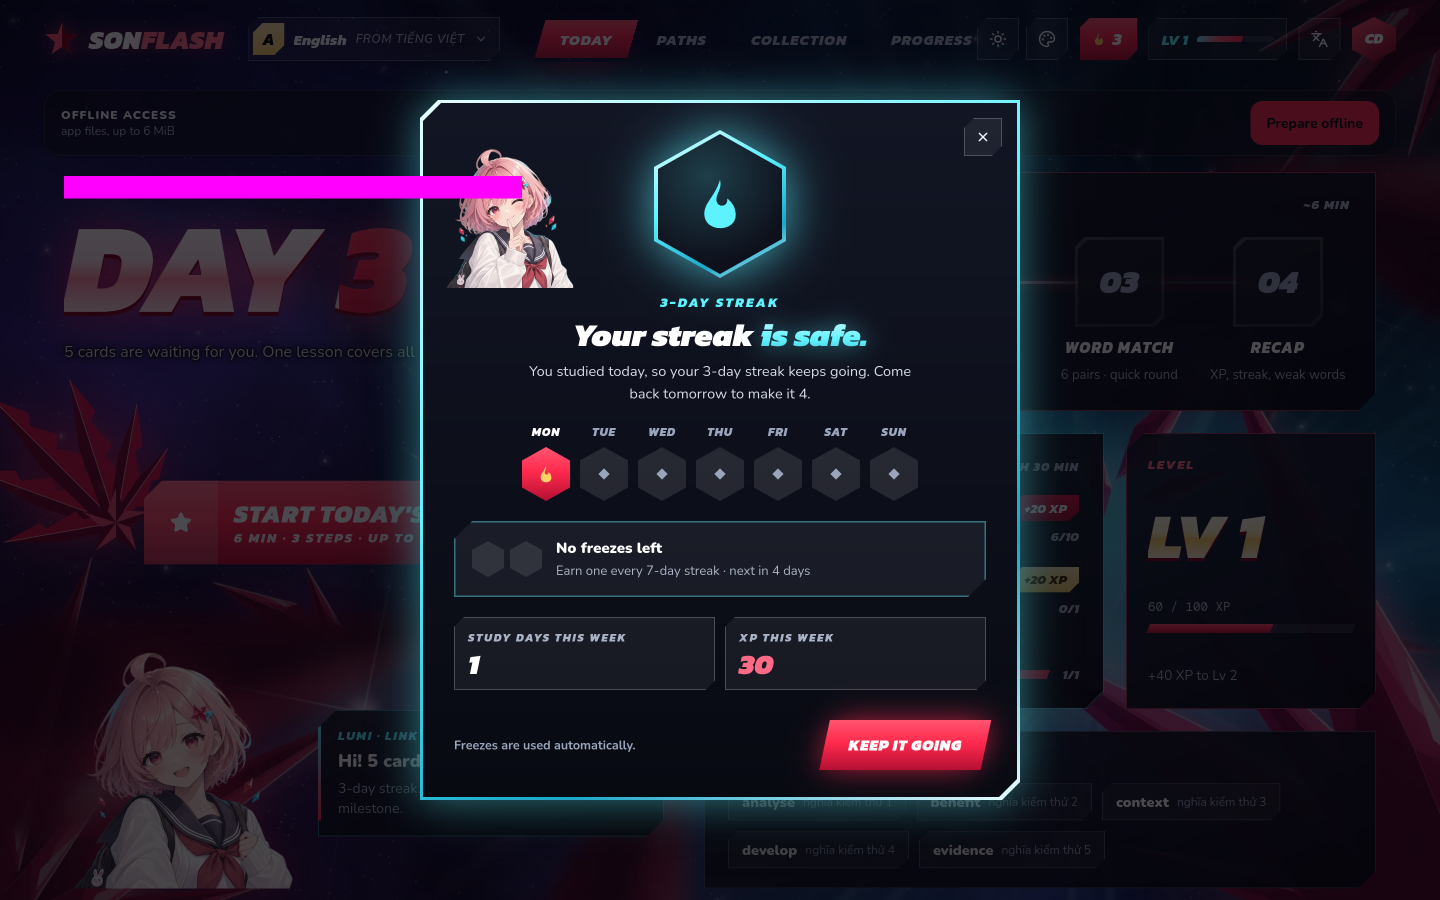 SONFLASH
A English FROM TIẾNG VIỆT
TODAY
PATHS
COLLECTION
PROGRESS
3
LV 1
CD
OFFLINE ACCESS
app files, up to 6 MiB
Prepare offline
DAY 3
5 cards are waiting for you. One lesson covers all
START TODAY'S
6 MIN · 3 STEPS · UP TO
LUMI · LINK
Hi! 5 card
3-day streak
milestone.
3-DAY STREAK
Your streak is safe.
You studied today, so your 3-day streak keeps going. Come
back tomorrow to make it 4.
MON TUE WED THU FRI SAT SUN
No freezes left
Earn one every 7-day streak · next in 4 days
STUDY DAYS THIS WEEK
1
XP THIS WEEK
30
Freezes are used automatically.
KEEP IT GOING
~6 MIN
03
04
WORD MATCH
RECAP
6 pairs · quick round
XP, streak, weak words
H 30 MIN
+20 XP
6/10
+20 XP
0/1
1/1
LEVEL
LV 1
60 / 100 XP
+40 XP to Lv 2
analyse nghĩa kiểm thử 1
benefit nghĩa kiểm thử 2
context nghĩa kiểm thử 3
develop nghĩa kiểm thử 4
evidence nghĩa kiểm thử 5